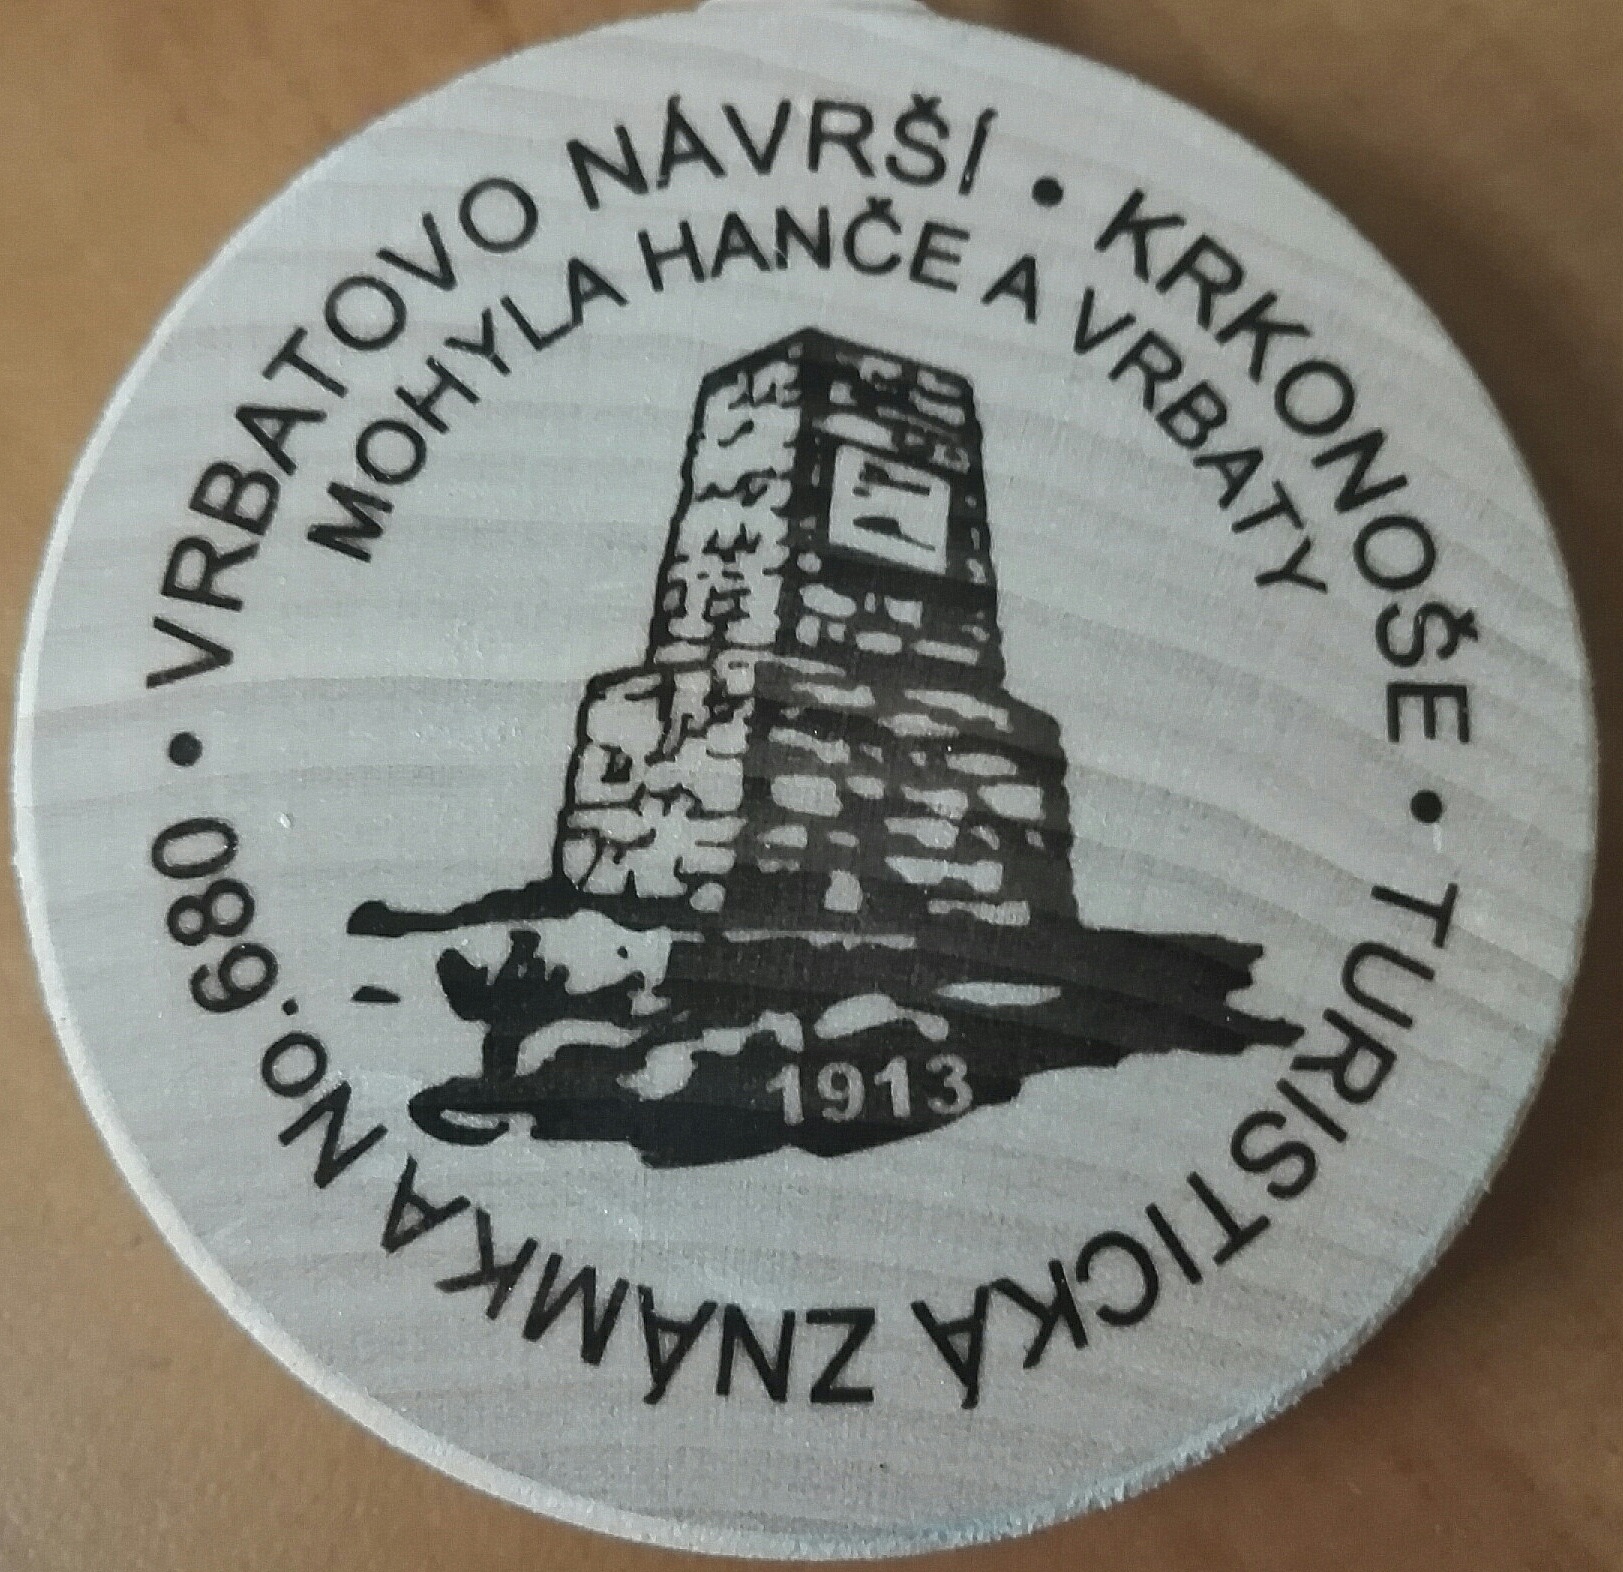 VRBATOVO NÁVRŠÍ • KRKONOŠE • TURISTICKÁ ZNÁMKA No. 680 •
MOHYLA HANČE A VRBATY
1913